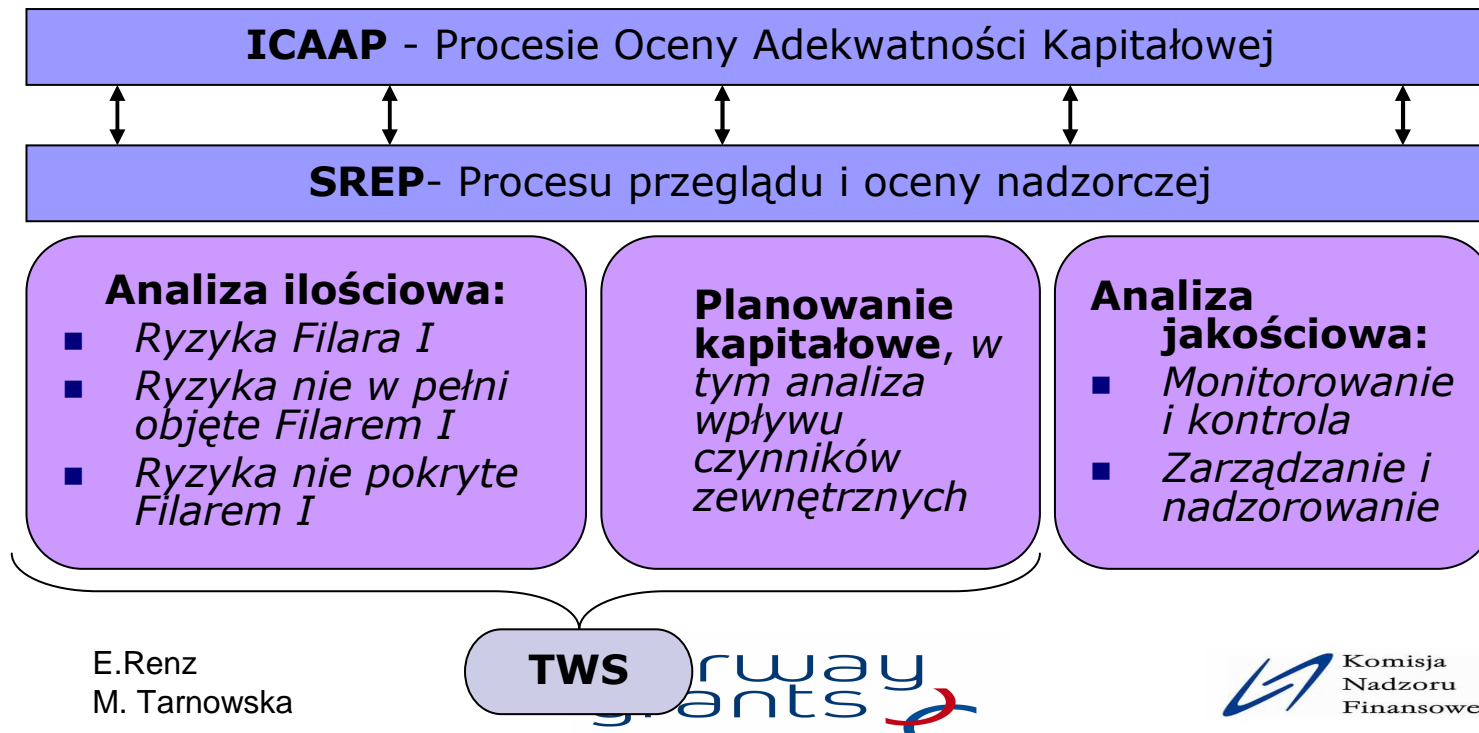 ICAAP - Procesie Oceny Adekwatności Kapitałowej
SREP- Procesu przeglądu i oceny nadzorczej
Analiza ilościowa:
Ryzyka Filara I
Ryzyka nie w pełni
objęte Filarem I
Ryzyka nie pokryte
Filarem I
Planowanie
kapitałowe, w
tym analiza
wpływu
czynników
zewnętrznych
Analiza
jakościowa:
Monitorowanie
i kontrola
Zarządzanie i
nadzorowanie
E.Renz
M. Tarnowska
TWS
rway
grants
Komisja
Nadzoru
Finansowe